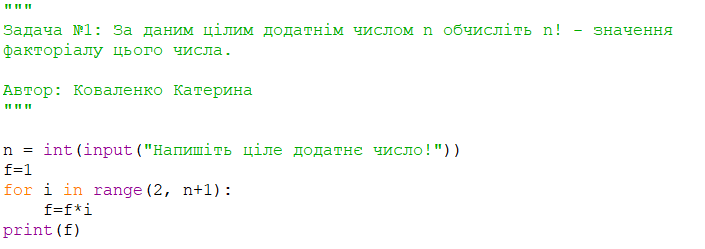 """
Задача №1: За даним цілим додатнім числом n обчисліть n! - значення
факторіалу цього числа.

Автор: Коваленко Катерина
"""

n = int(input("Напишіть ціле додатнє число!"))
f=1
for i in range(2, n+1):
    f=f*i
print(f)